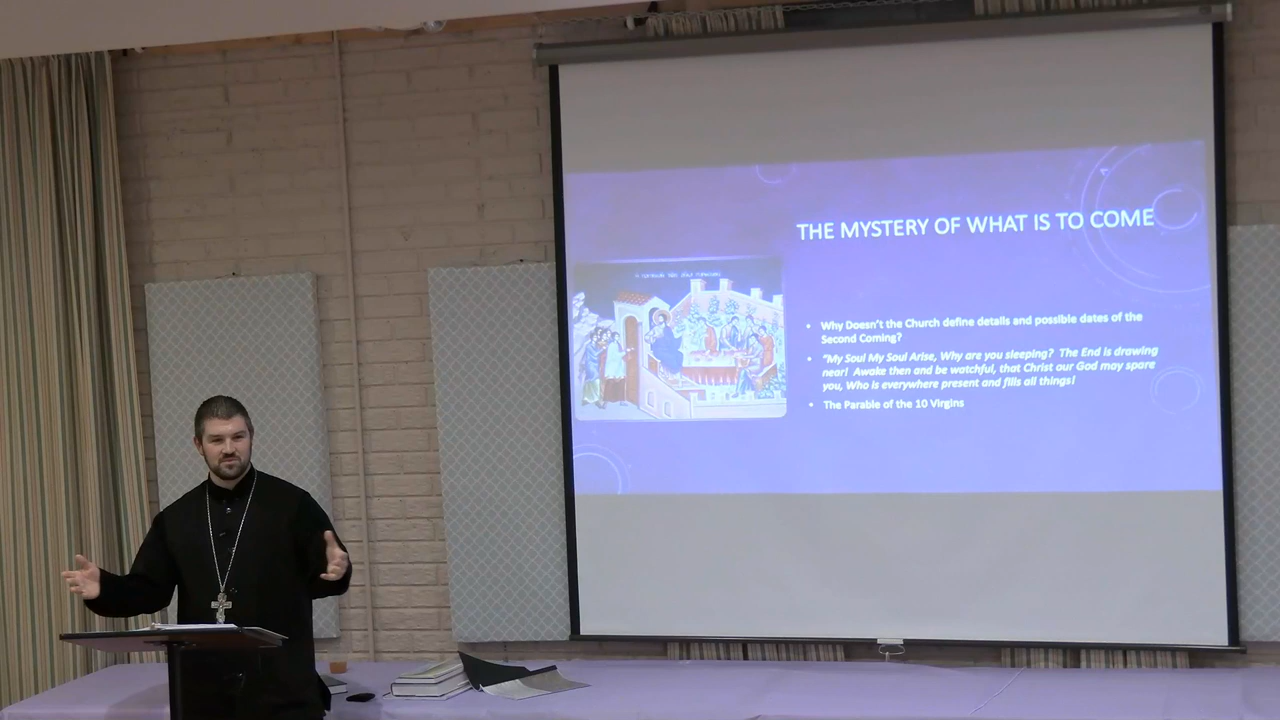 THE MYSTERY OF WHAT IS TO COME
• Why Doesn't the Church define details and possible dates of the
Second Coming?
• "My Soul My Soul Arise, Why are you sleeping? The End is drawing
near! Awake then and be watchful, that Christ our God may spare
you, Who is everywhere present and fills all things!
• The Parable of the 10 Virgins